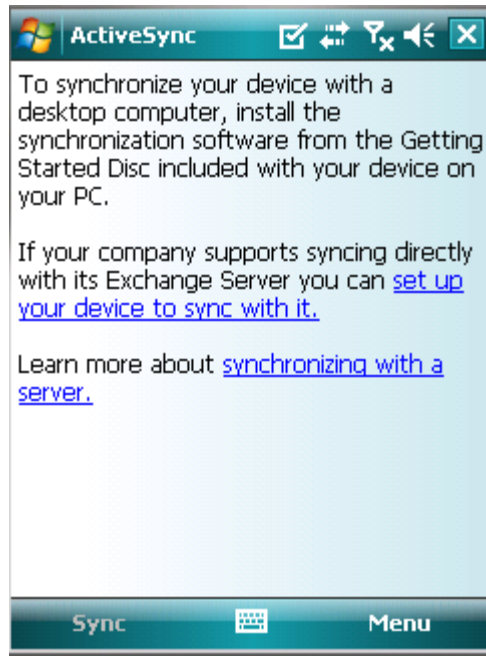 ActiveSync
To synchronize your device with a
desktop computer, install the
synchronization software from the Getting
Started Disc included with your device on
your PC.
If your company supports syncing directly
with its Exchange Server you can set up
your device to sync with it.
Learn more about synchronizing with a
server.
Sync Menu